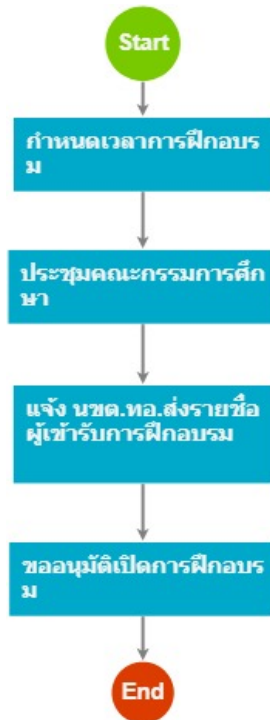 Start
กำหนดเวลาการฝึกอบร
ม
ประชุมคณะกรรมการศึก
ษา
แจ้ง นขต.ทอ.ส่งรายชื่อ
ผู้เข้ารับการฝึกอบรม
ขออนุมัติเปิดการฝึกอบร
ม
End